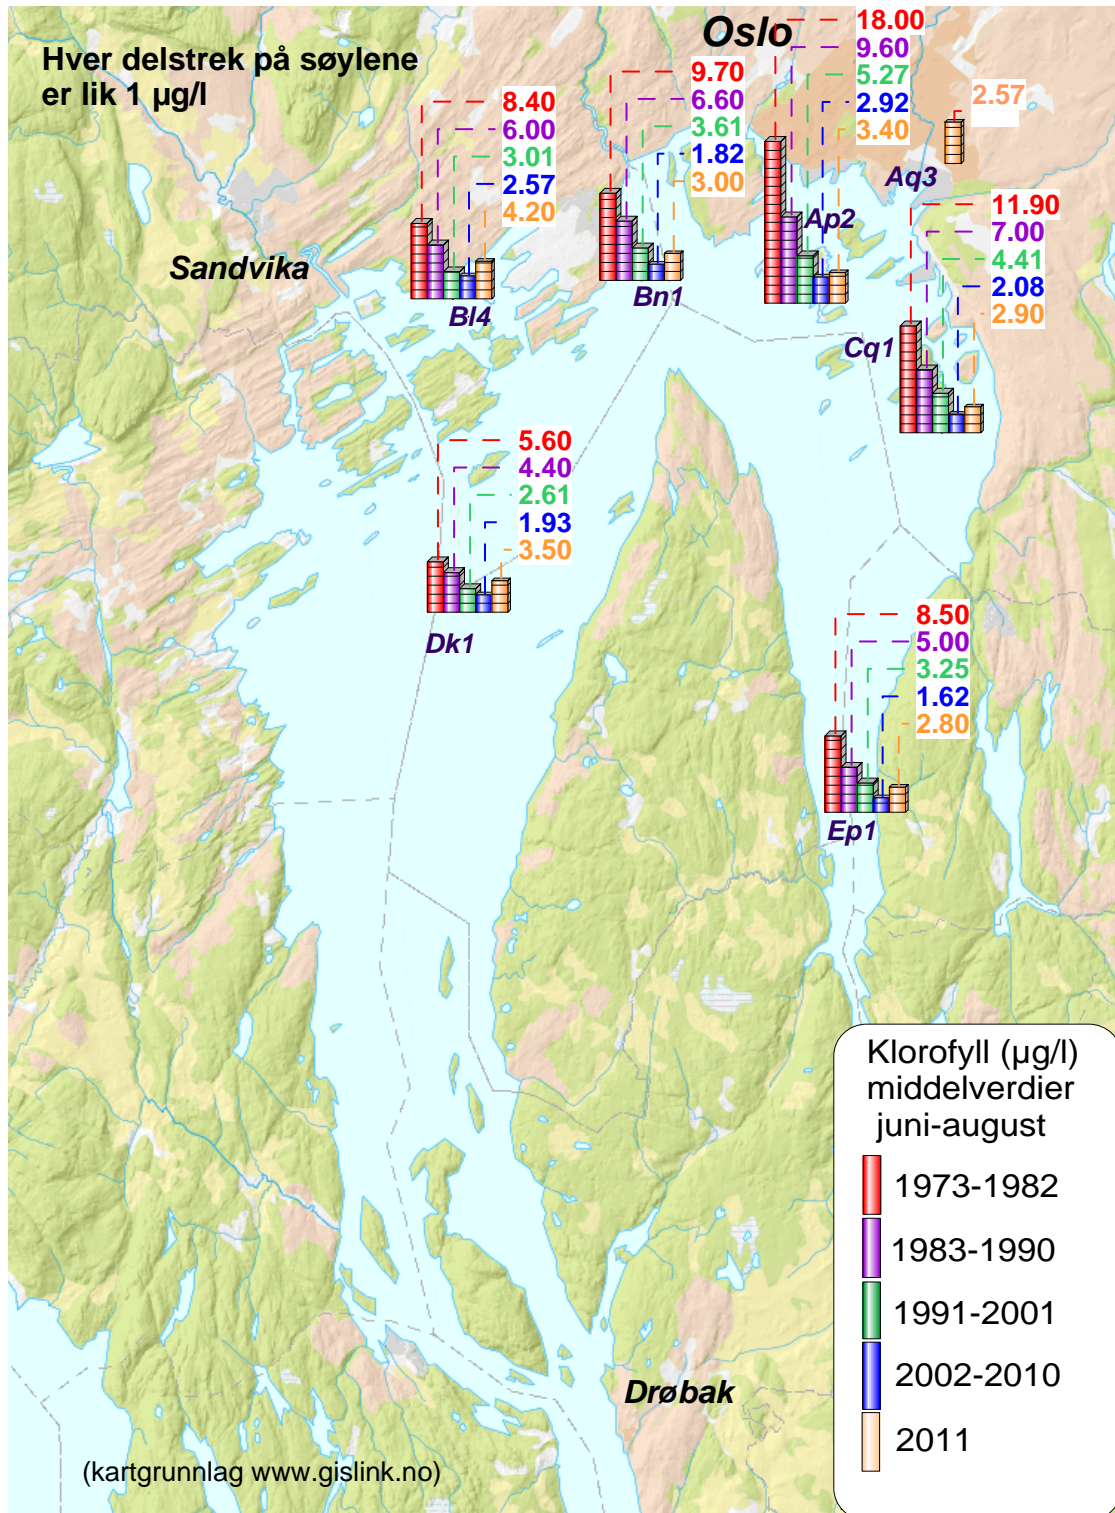 Hver delstrek på søylene
er lik 1 µg/l
Oslo
18.00
9.60
5.27
2.92
3.40
Ap2
9.70
6.60
3.61
1.82
3.00
Bn1
8.40
6.00
3.01
2.57
4.20
Bl4
Sandvika
2.57
Aq3
11.90
7.00
4.41
2.08
2.90
Cq1
5.60
4.40
2.61
1.93
3.50
Dk1
8.50
5.00
3.25
1.62
2.80
Ep1
Klorofyll (µg/l)
middelverdier
juni-august
1973-1982
1983-1990
1991-2001
2002-2010
2011
Drøbak
(kartgrunnlag www.gislink.no)